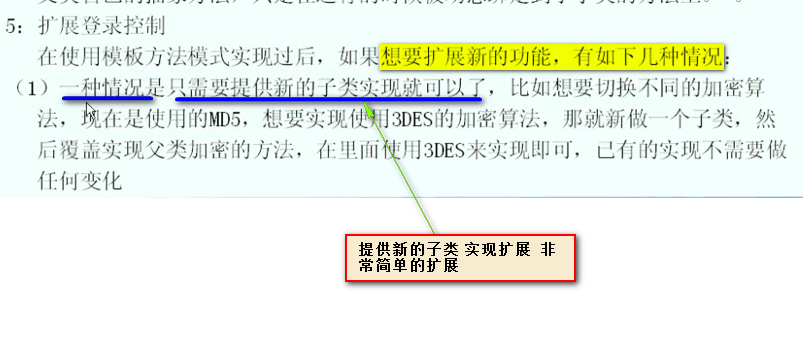 5：扩展登录控制
在使用模板方法模式实现过后，如果想要扩展新的功能，有如下几种情况：
（1）一种情况是只需要提供新的子类实现就可以了，比如想要切换不同的加密算
法，现在是使用的MD5，想要实现使用3DES的加密算法，那就新做一个子类，然
后覆盖实现父类加密的方法，在里面使用3DES来实现即可，已有的实现不需要做
任何变化
提供新的子类 实现扩展 非
常简单的扩展